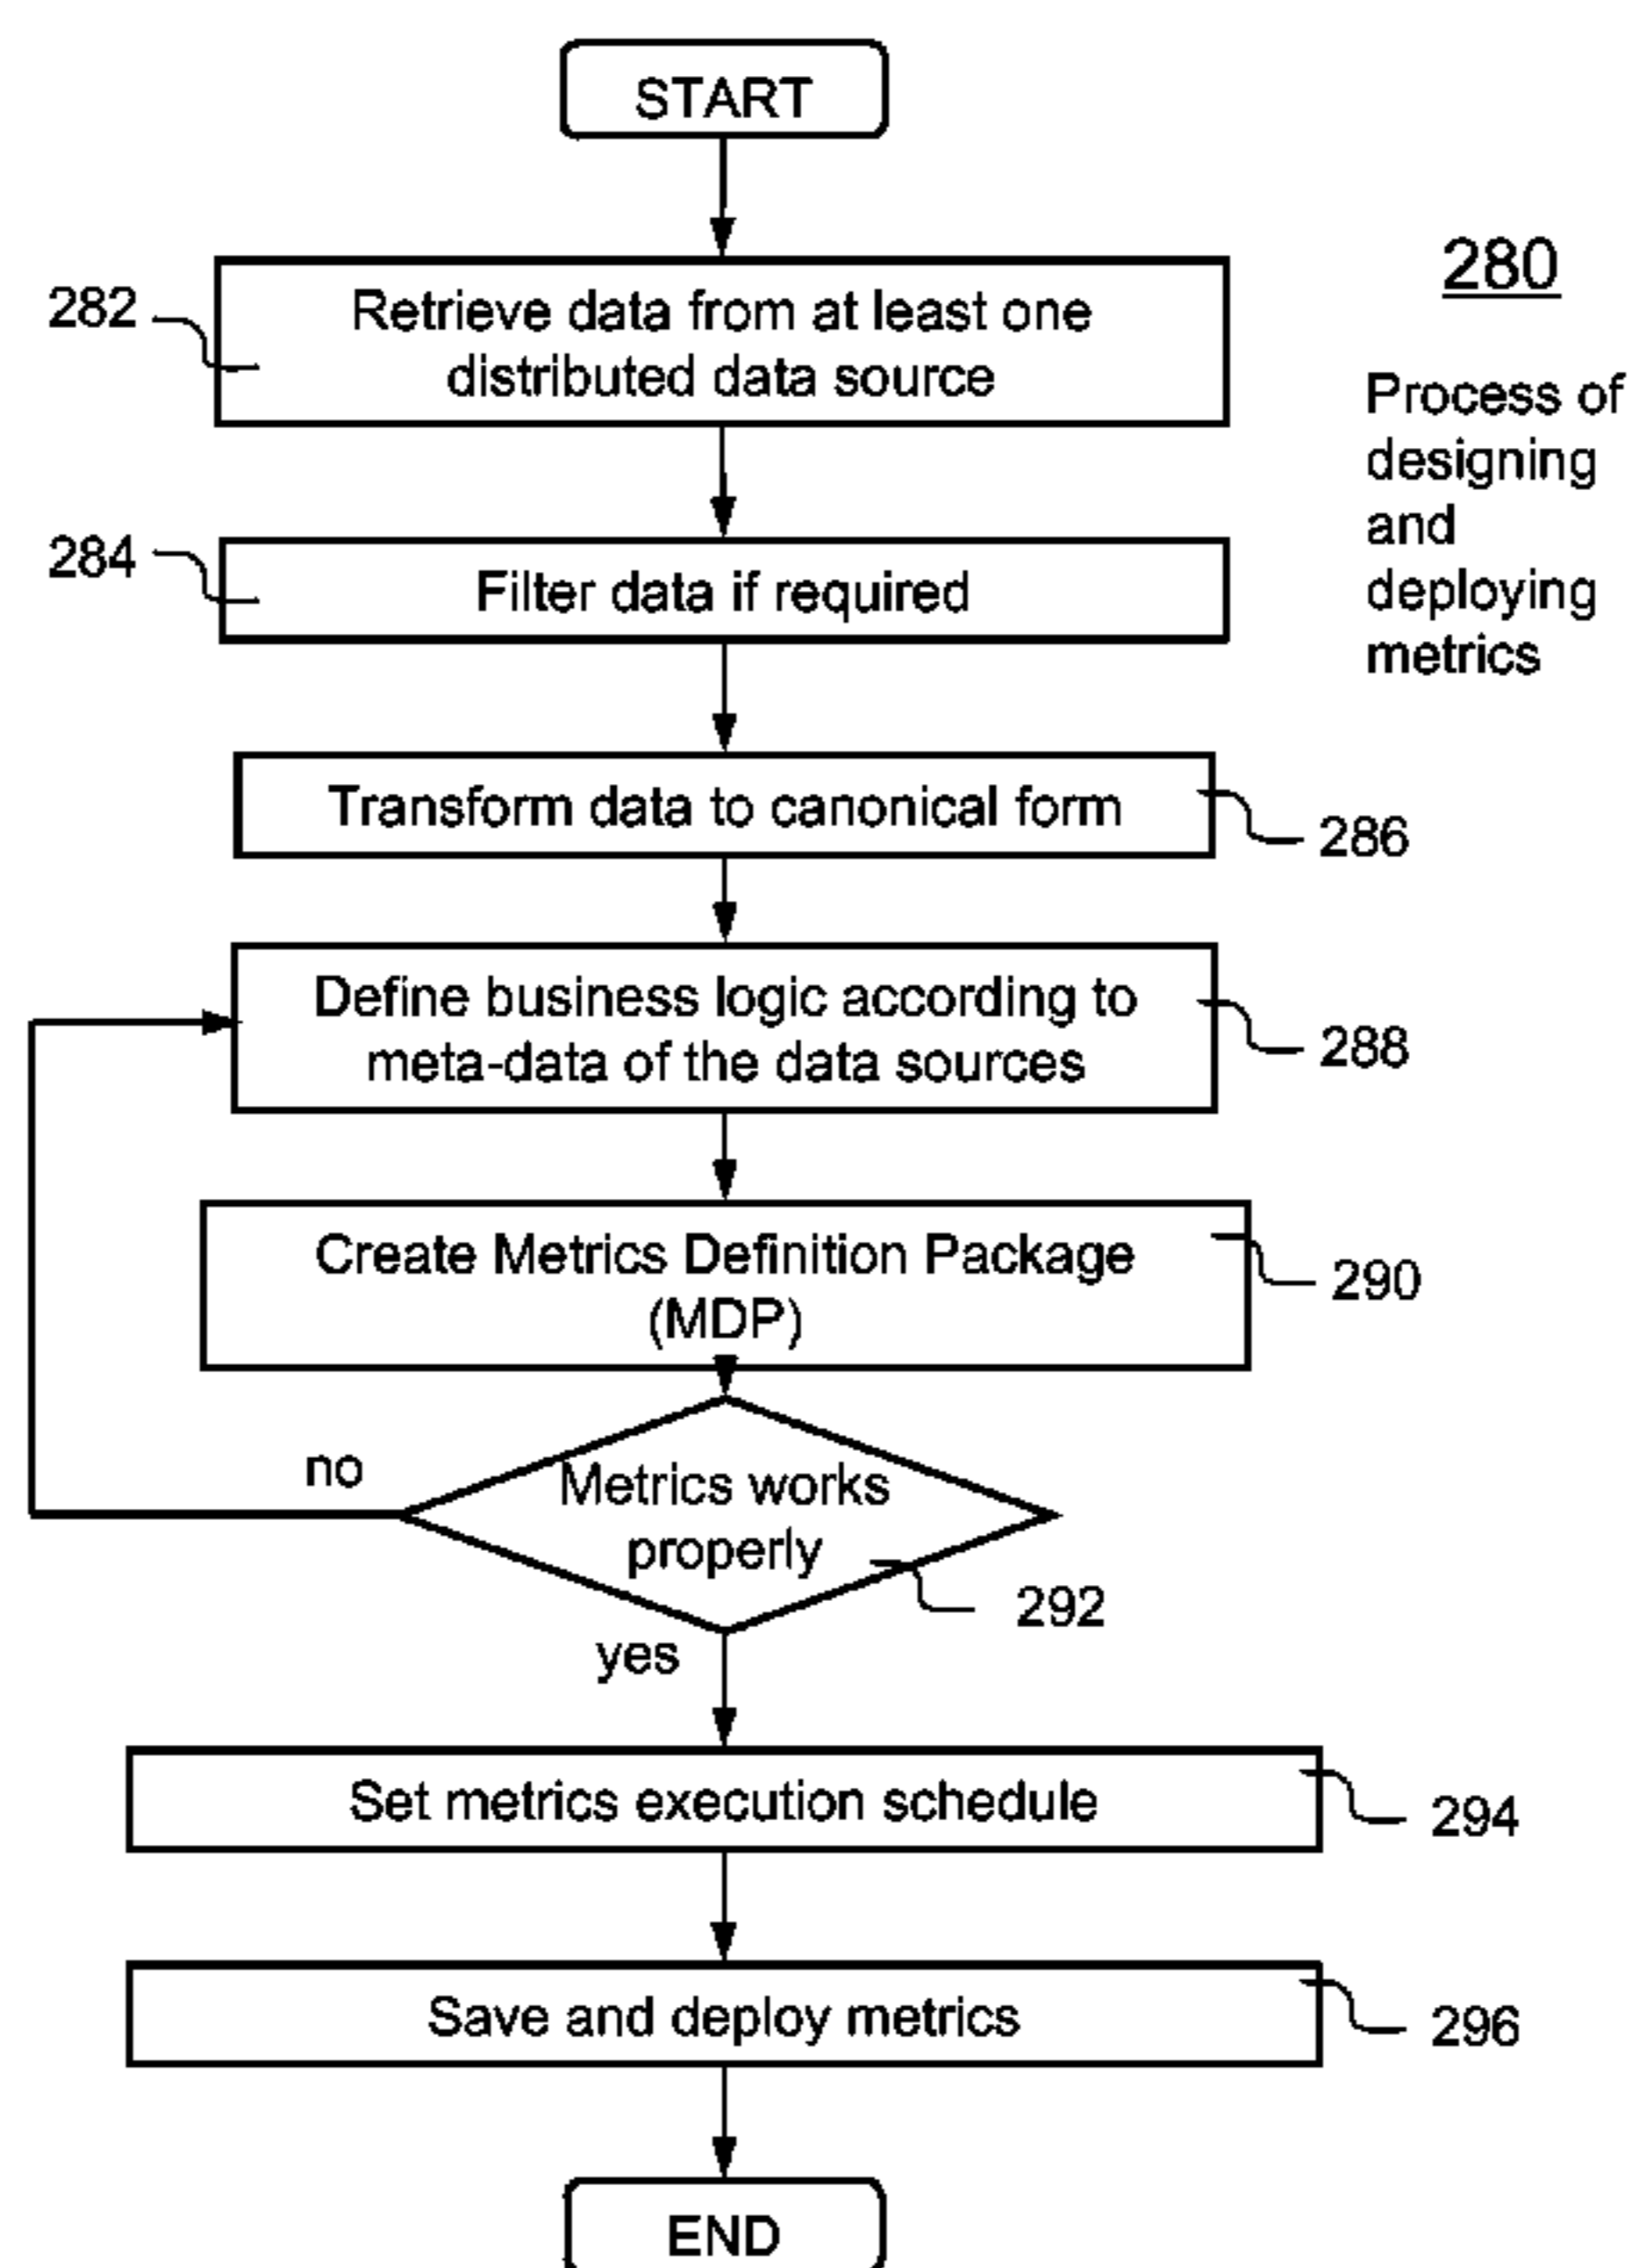 START
280
Process of
designing
and
deploying
metrics
282
Retrieve data from at least one
distributed data source
284
Filter data if required
Transform data to canonical form
286
Define business logic according to
meta-data of the data sources
288
Create Metrics Definition Package
(MDP)
290
no
Metrics works
properly
292
yes
Set metrics execution schedule
294
Save and deploy metrics
296
END